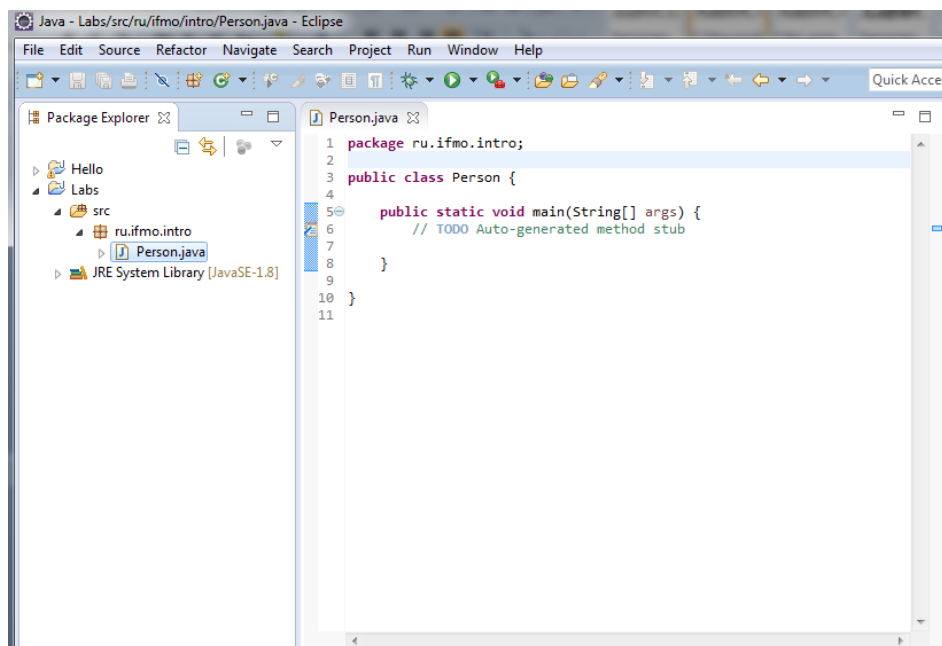 Java - Labs/src/ru/ifmo/intro/Person.java - Eclipse
File Edit Source Refactor Navigate Search Project Run Window Help
Quick Acce
Package Explorer
Hello
Labs
src
ru.ifmo.intro
Person.java
JRE System Library [JavaSE-1.8]
Person.java
1 package ru.ifmo.intro;
2
3 public class Person {
4
5 public static void main(String[] args) {
6 // TODO Auto-generated method stub
7
8 }
9
10 }
11